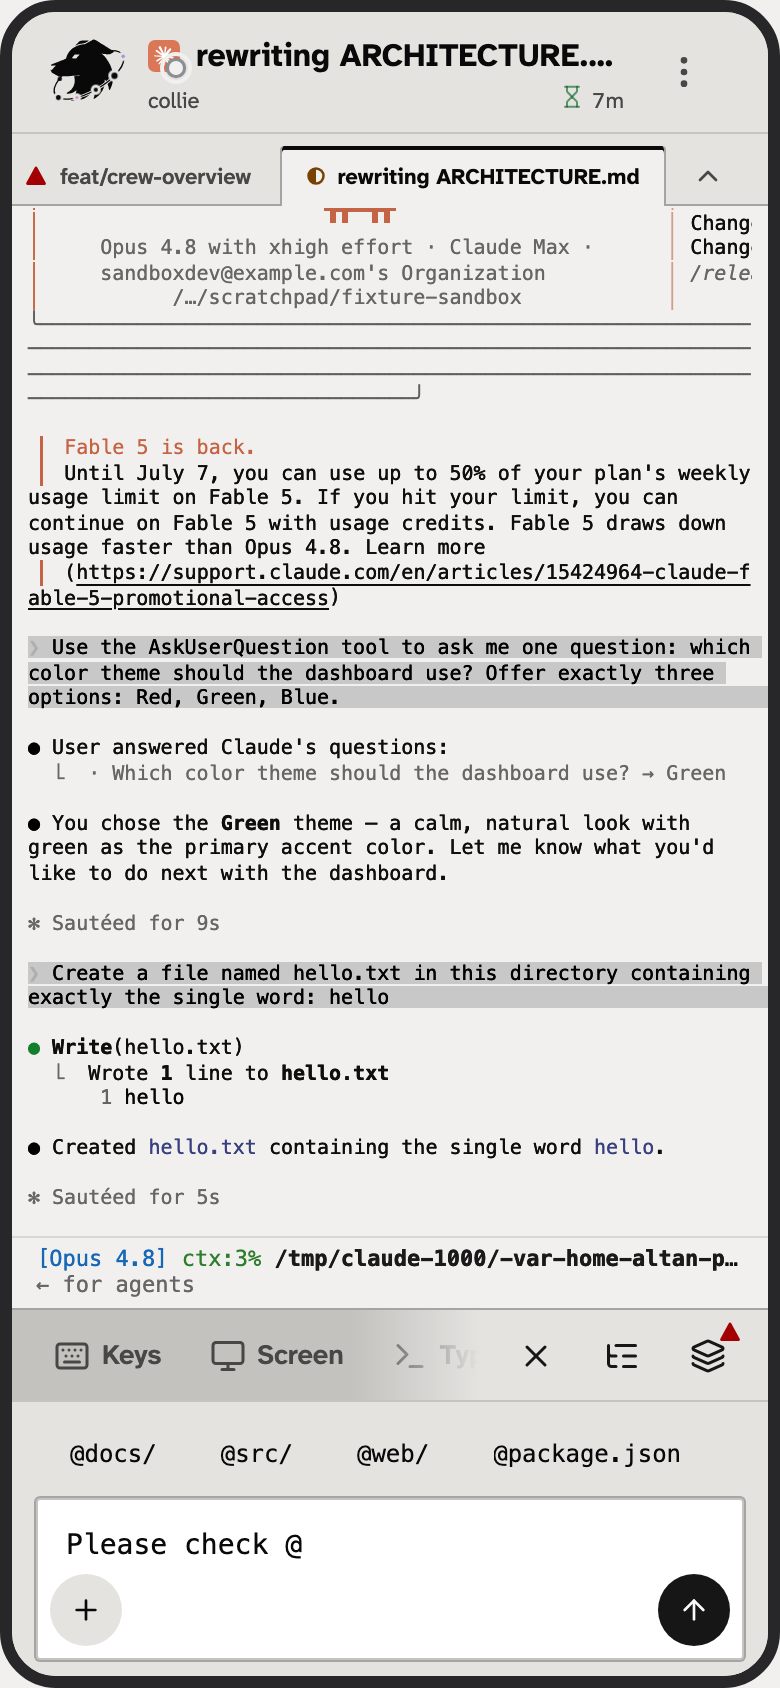 rewriting ARCHITECTURE....
collie
7m
feat/crew-overview
rewriting ARCHITECTURE.md
Opus 4.8 with xhigh effort · Claude Max ·
sandboxdev@example.com's Organization
/…/scratchpad/fixture-sandbox
Fable 5 is back.
Until July 7, you can use up to 50% of your plan's weekly
usage limit on Fable 5. If you hit your limit, you can
continue on Fable 5 with usage credits. Fable 5 draws down
usage faster than Opus 4.8. Learn more
(https://support.claude.com/en/articles/15424964-claude-f
able-5-promotional-access)
❯ Use the AskUserQuestion tool to ask me one question: which
color theme should the dashboard use? Offer exactly three
options: Red, Green, Blue.
● User answered Claude's questions:
└ · Which color theme should the dashboard use? → Green
● You chose the Green theme — a calm, natural look with
green as the primary accent color. Let me know what you'd
like to do next with the dashboard.
✻ Sautéed for 9s
❯ Create a file named hello.txt in this directory containing
exactly the single word: hello
● Write(hello.txt)
└ Wrote 1 line to hello.txt
1 hello
● Created hello.txt containing the single word hello.
✻ Sautéed for 5s
[Opus 4.8] ctx:3% /tmp/claude-1000/-var-home-altan-p…
← for agents
Keys
Screen
@docs/
@src/
@web/
@package.json
Please check @